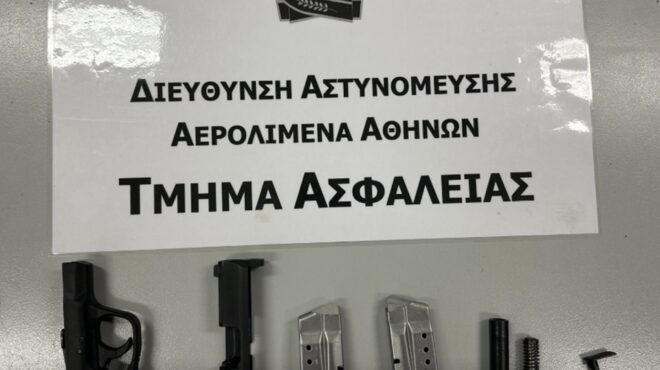 ΔΙΕΥΘΥΝΣΗ ΑΣΤΥΝΟΜΕΥΣΗΣ
ΑΕΡΟΛΙΜΕΝΑ ΑΘΗΝΩΝ
ΤΜΗΜΑ ΑΣΦΑΛΕΙΑΣ